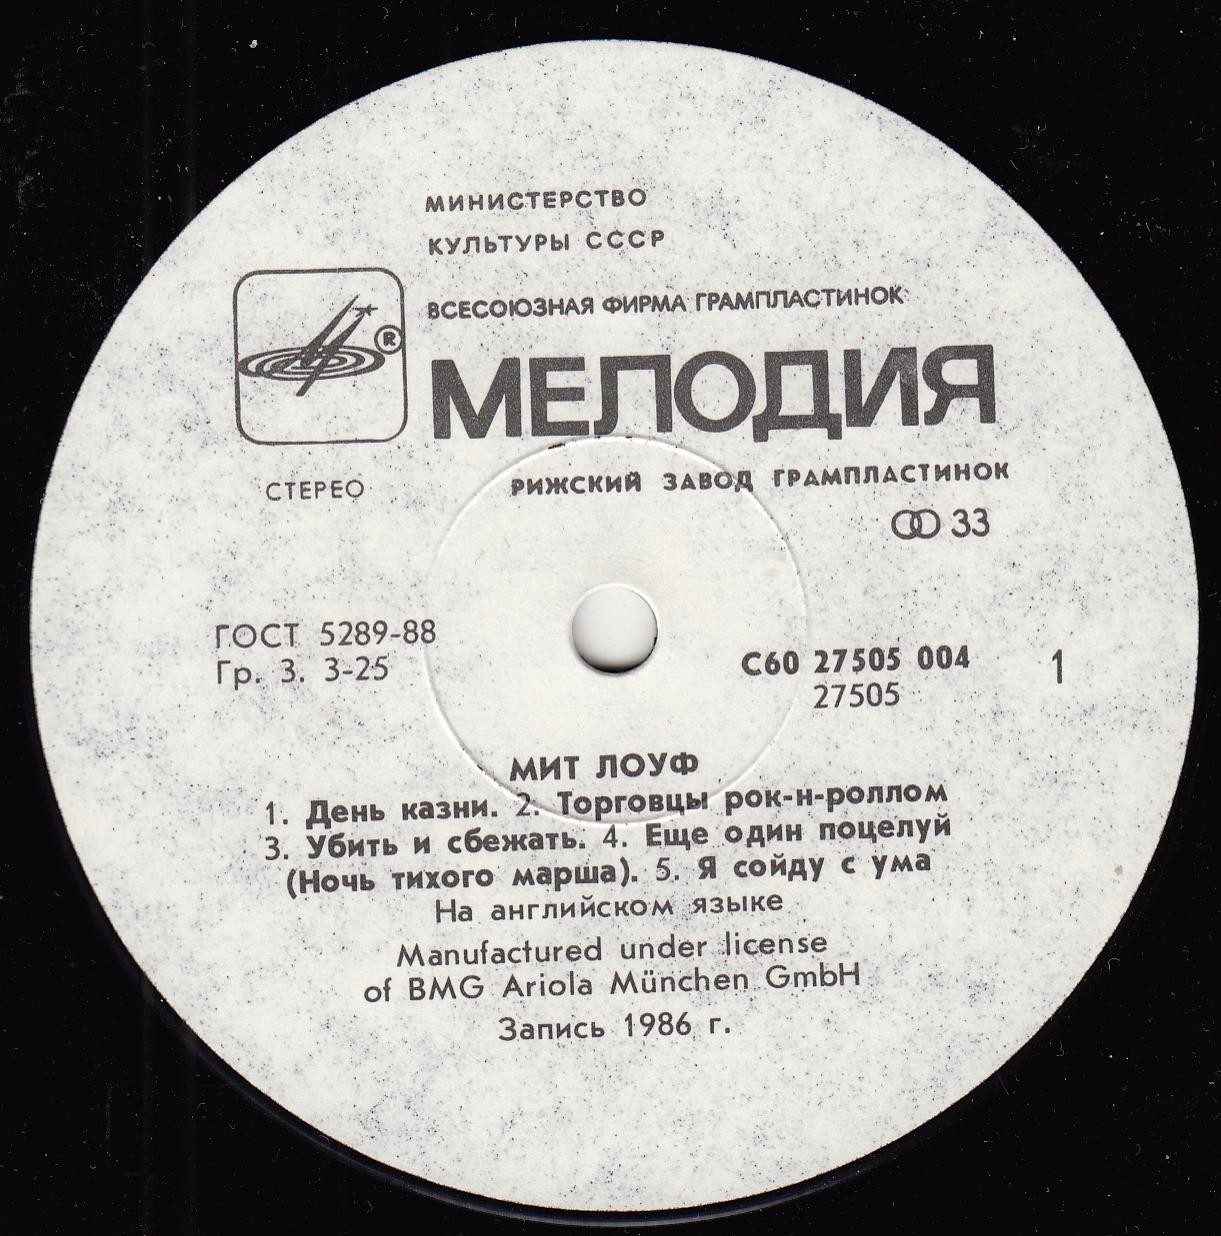 МИНИСТЕРСТВО
КУЛЬТУРЫ СССР
ВСЕСОЮЗНАЯ ФИРМА ГРАМПЛАСТИНОК
®
МЕЛОДИЯ
СТЕРЕО
РИЖСКИЙ ЗАВОД ГРАМПЛАСТИНОК
33
ГОСТ 5289-88
Гр. 3. 3-25
С60 27505 004
27505
1
МИТ ЛОУФ
1. День казни. 2. Торговцы рок-н-роллом
3. Убить и сбежать. 4. Еще один поцелуй
(Ночь тихого марша). 5. Я сойду с ума
На английском языке
Manufactured under license
of BMG Ariola München GmbH
Запись 1986 г.